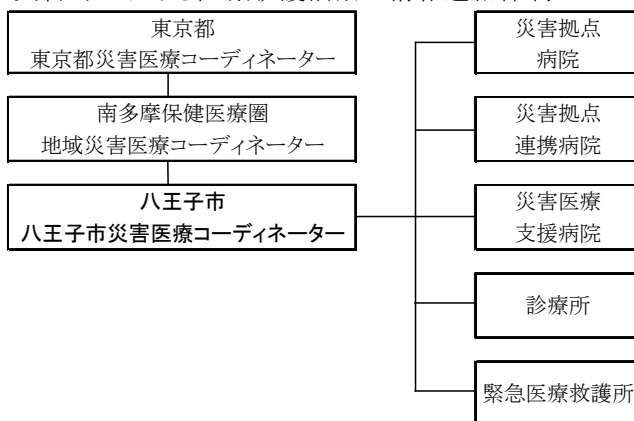 東京都
東京都災害医療コーディネーター
南多摩保健医療圏
地域災害医療コーディネーター
八王子市
八王子市災害医療コーディネーター
災害拠点
病院
災害拠点
連携病院
災害医療
支援病院
診療所
緊急医療救護所